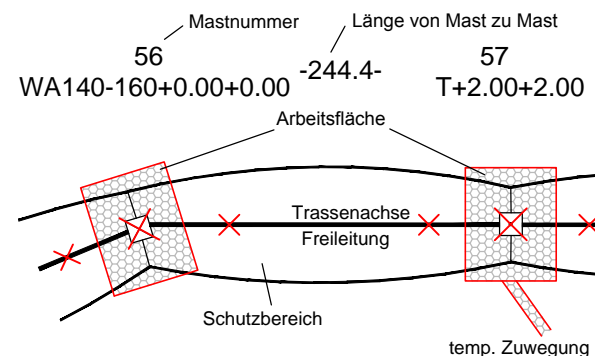 Mastnummer
Länge von Mast zu Mast
56
-244.4-
57
WA140-160+0.00+0.00
T+2.00+2.00
Arbeitsfläche
Trassenachse
Freileitung
Schutzbereich
temp. Zuwegung